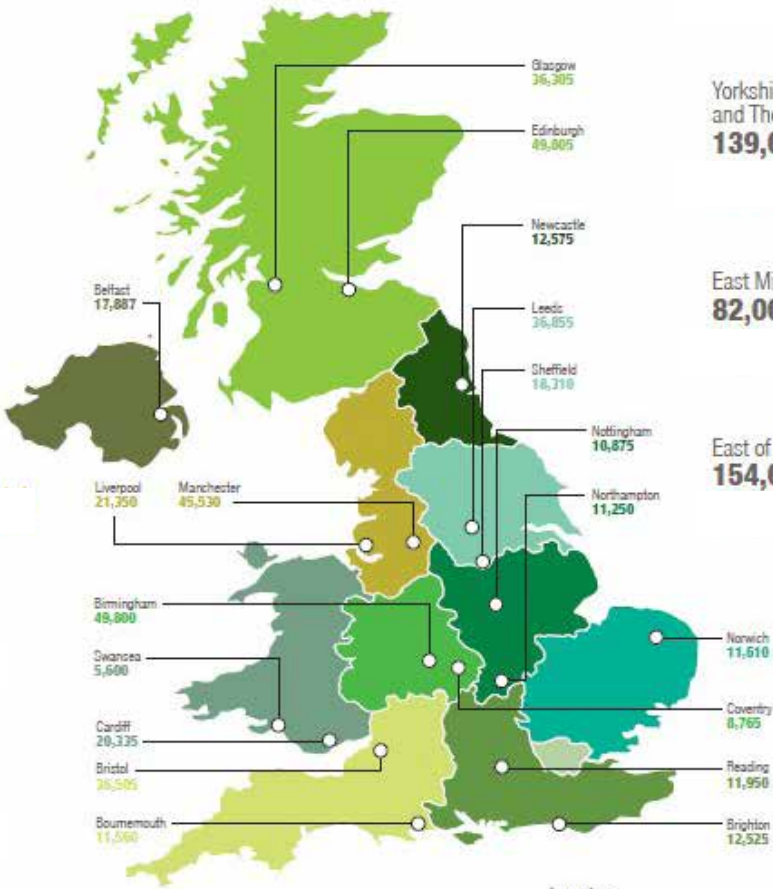 Glasgow
36,305
Edinburgh
49,005
Newcastle
12,575
Belfast
17,887
Leeds
36,855
Sheffield
18,310
Nottingham
10,875
Liverpool
21,350
Manchester
45,530
Northampton
11,250
Birmingham
49,800
Norwich
11,610
Swansea
5,600
Coventry
8,765
Cardiff
20,335
Bristol
Reading
11,950
Bournemouth
11,560
Brighton
12,525
Yorkshi
and The
139,0
East Mi
82,00
East of
154,0